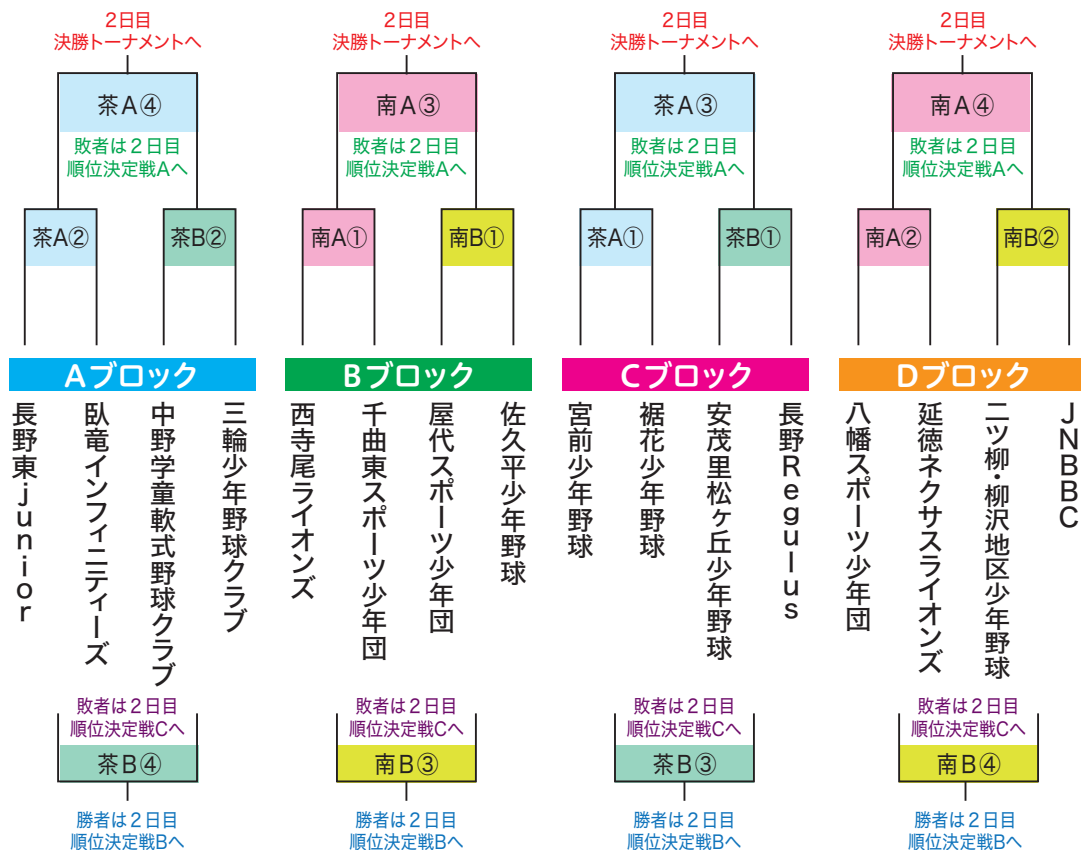 2日目
決勝トーナメントへ
2日目
決勝トーナメントへ
2日目
決勝トーナメントへ
2日目
決勝トーナメントへ
茶A④
南A③
茶A③
南A④
敗者は2日目
順位決定戦Aへ
敗者は2日目
順位決定戦Aへ
敗者は2日目
順位決定戦Aへ
敗者は2日目
順位決定戦Aへ
茶A②
茶B②
南A①
南B①
茶A①
茶B①
南A②
南B②
Aブロック
Bブロック
Cブロック
Dブロック
長野東junior
臥竜インフィニティーズ
中野学童軟式野球クラブ
三輪少年野球クラブ
西寺尾ライオンズ
千曲東スポーツ少年団
屋代スポーツ少年団
佐久平少年野球
宮前少年野球
裾花少年野球
安茂里松ヶ丘少年野球
長野Regulus
八幡スポーツ少年団
延徳ネクサスライオンズ
二ツ柳・柳沢地区少年野球
JNBBC
敗者は2日目
順位決定戦Cへ
敗者は2日目
順位決定戦Cへ
敗者は2日目
順位決定戦Cへ
敗者は2日目
順位決定戦Cへ
茶B④
南B③
茶B③
南B④
勝者は2日目
順位決定戦Bへ
勝者は2日目
順位決定戦Bへ
勝者は2日目
順位決定戦Bへ
勝者は2日目
順位決定戦Bへ